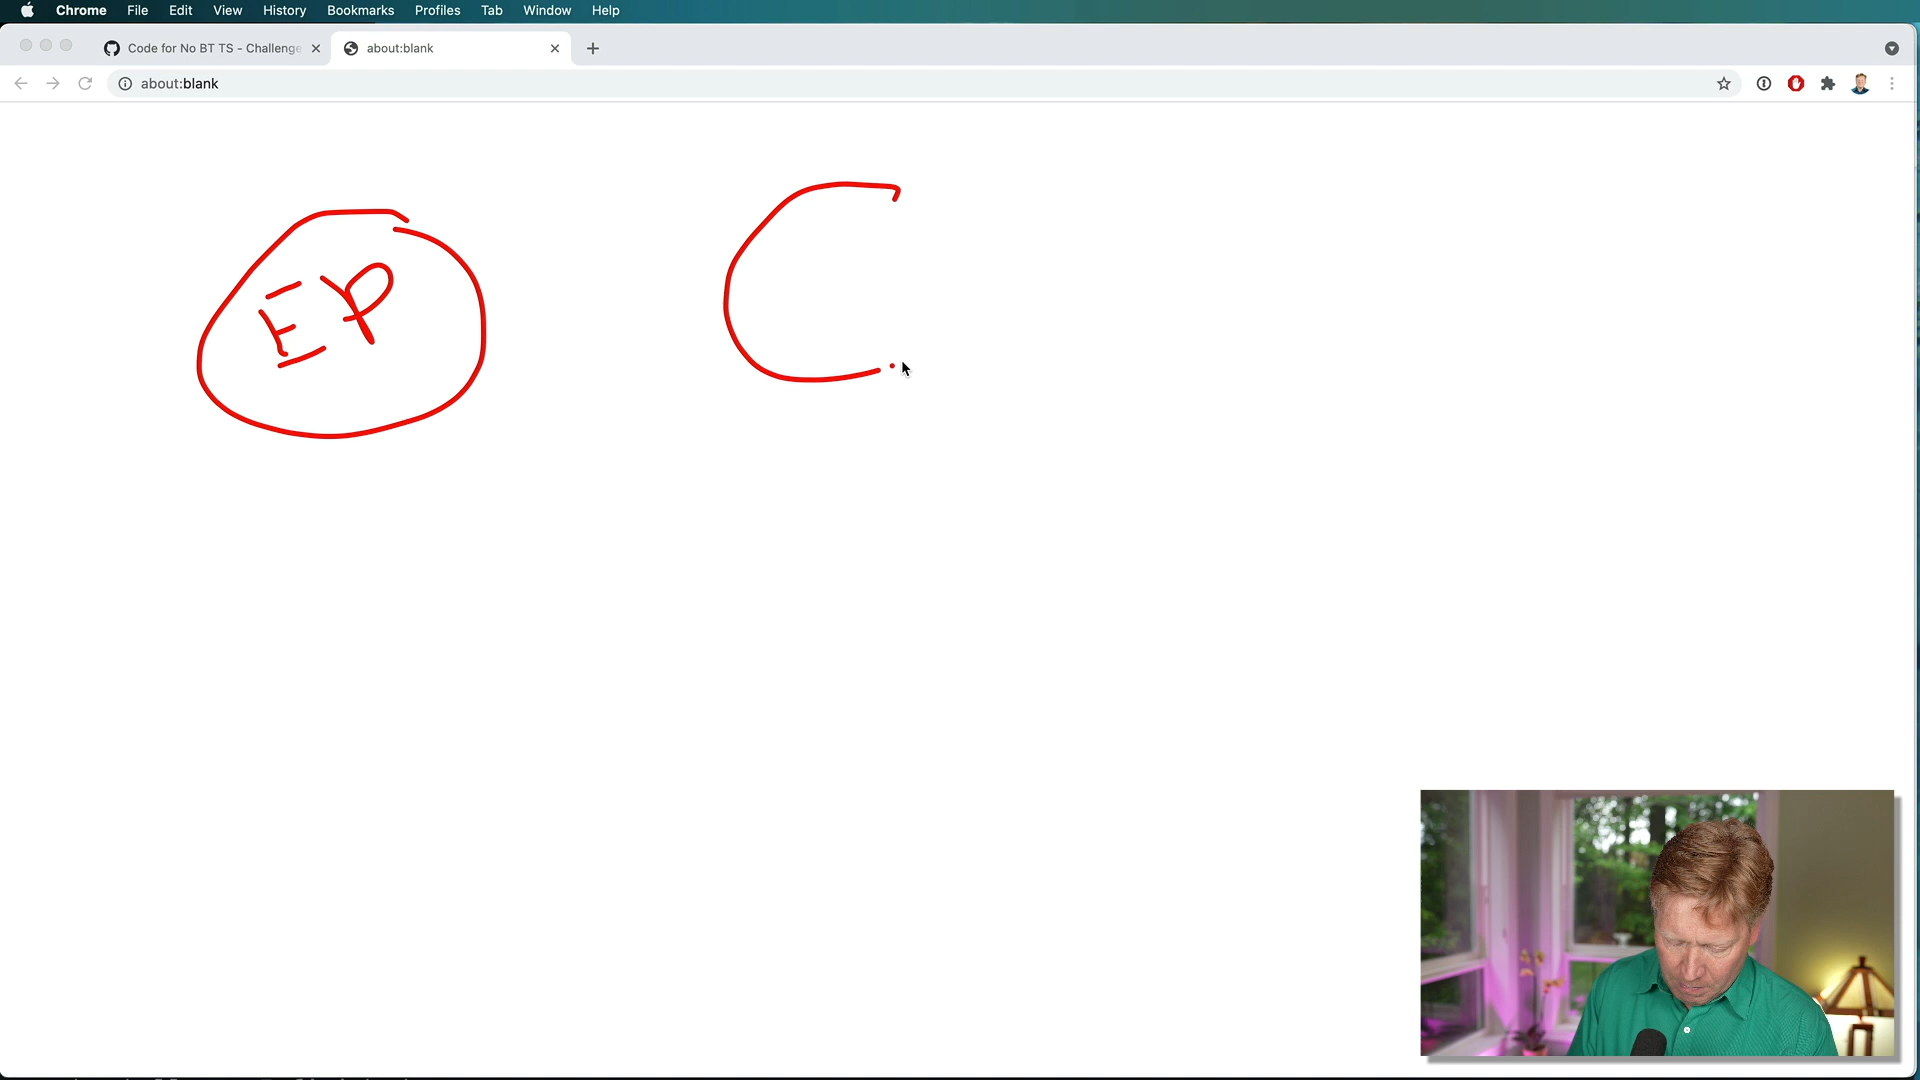 Chrome File Edit View History Bookmarks Profiles Tab Window Help
Code for No BT TS - Challenge
about:blank
about:blank
EP